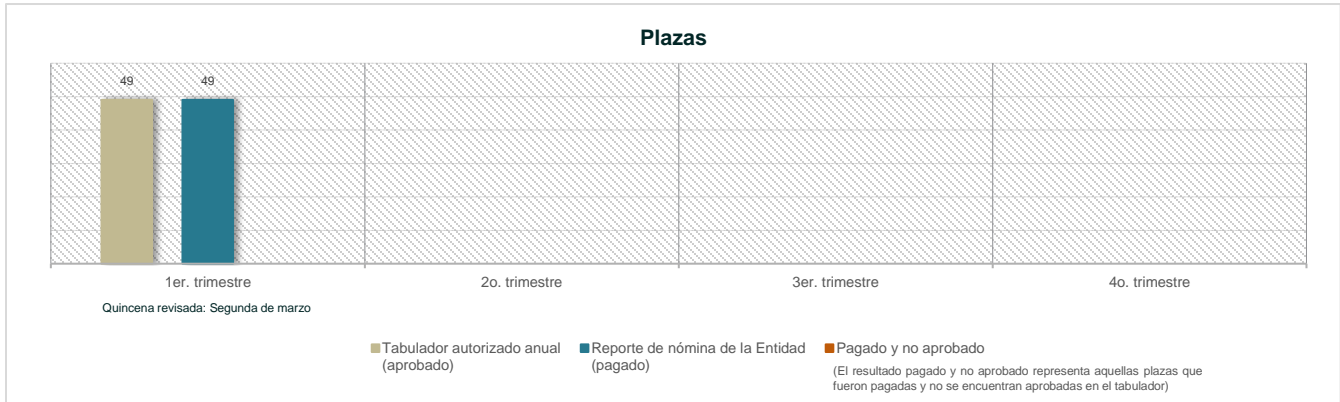 Plazas
49 49
1er. trimestre 2o. trimestre 3er. trimestre 4o. trimestre
Quincena revisada: Segunda de marzo
Tabulador autorizado anual
(aprobado)
Reporte de nómina de la Entidad
(pagado)
Pagado y no aprobado
(El resultado pagado y no aprobado representa aquellas plazas que
fueron pagadas y no se encuentran aprobadas en el tabulador)